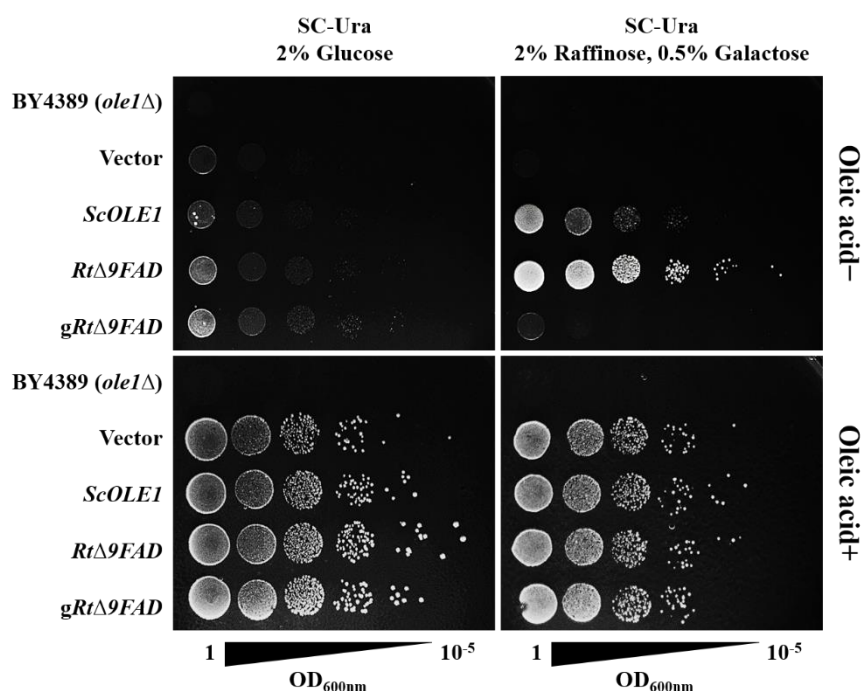 SC-Ura
2% Glucose
SC-Ura
2% Raffinose, 0.5% Galactose
BY4389 (ole1Δ)
Vector
ScOLE1
RtΔ9FAD
gRtΔ9FAD
Oleic acid−
BY4389 (ole1Δ)
Vector
ScOLE1
RtΔ9FAD
gRtΔ9FAD
Oleic acid+
1 10-5
OD600nm
1 10-5
OD600nm